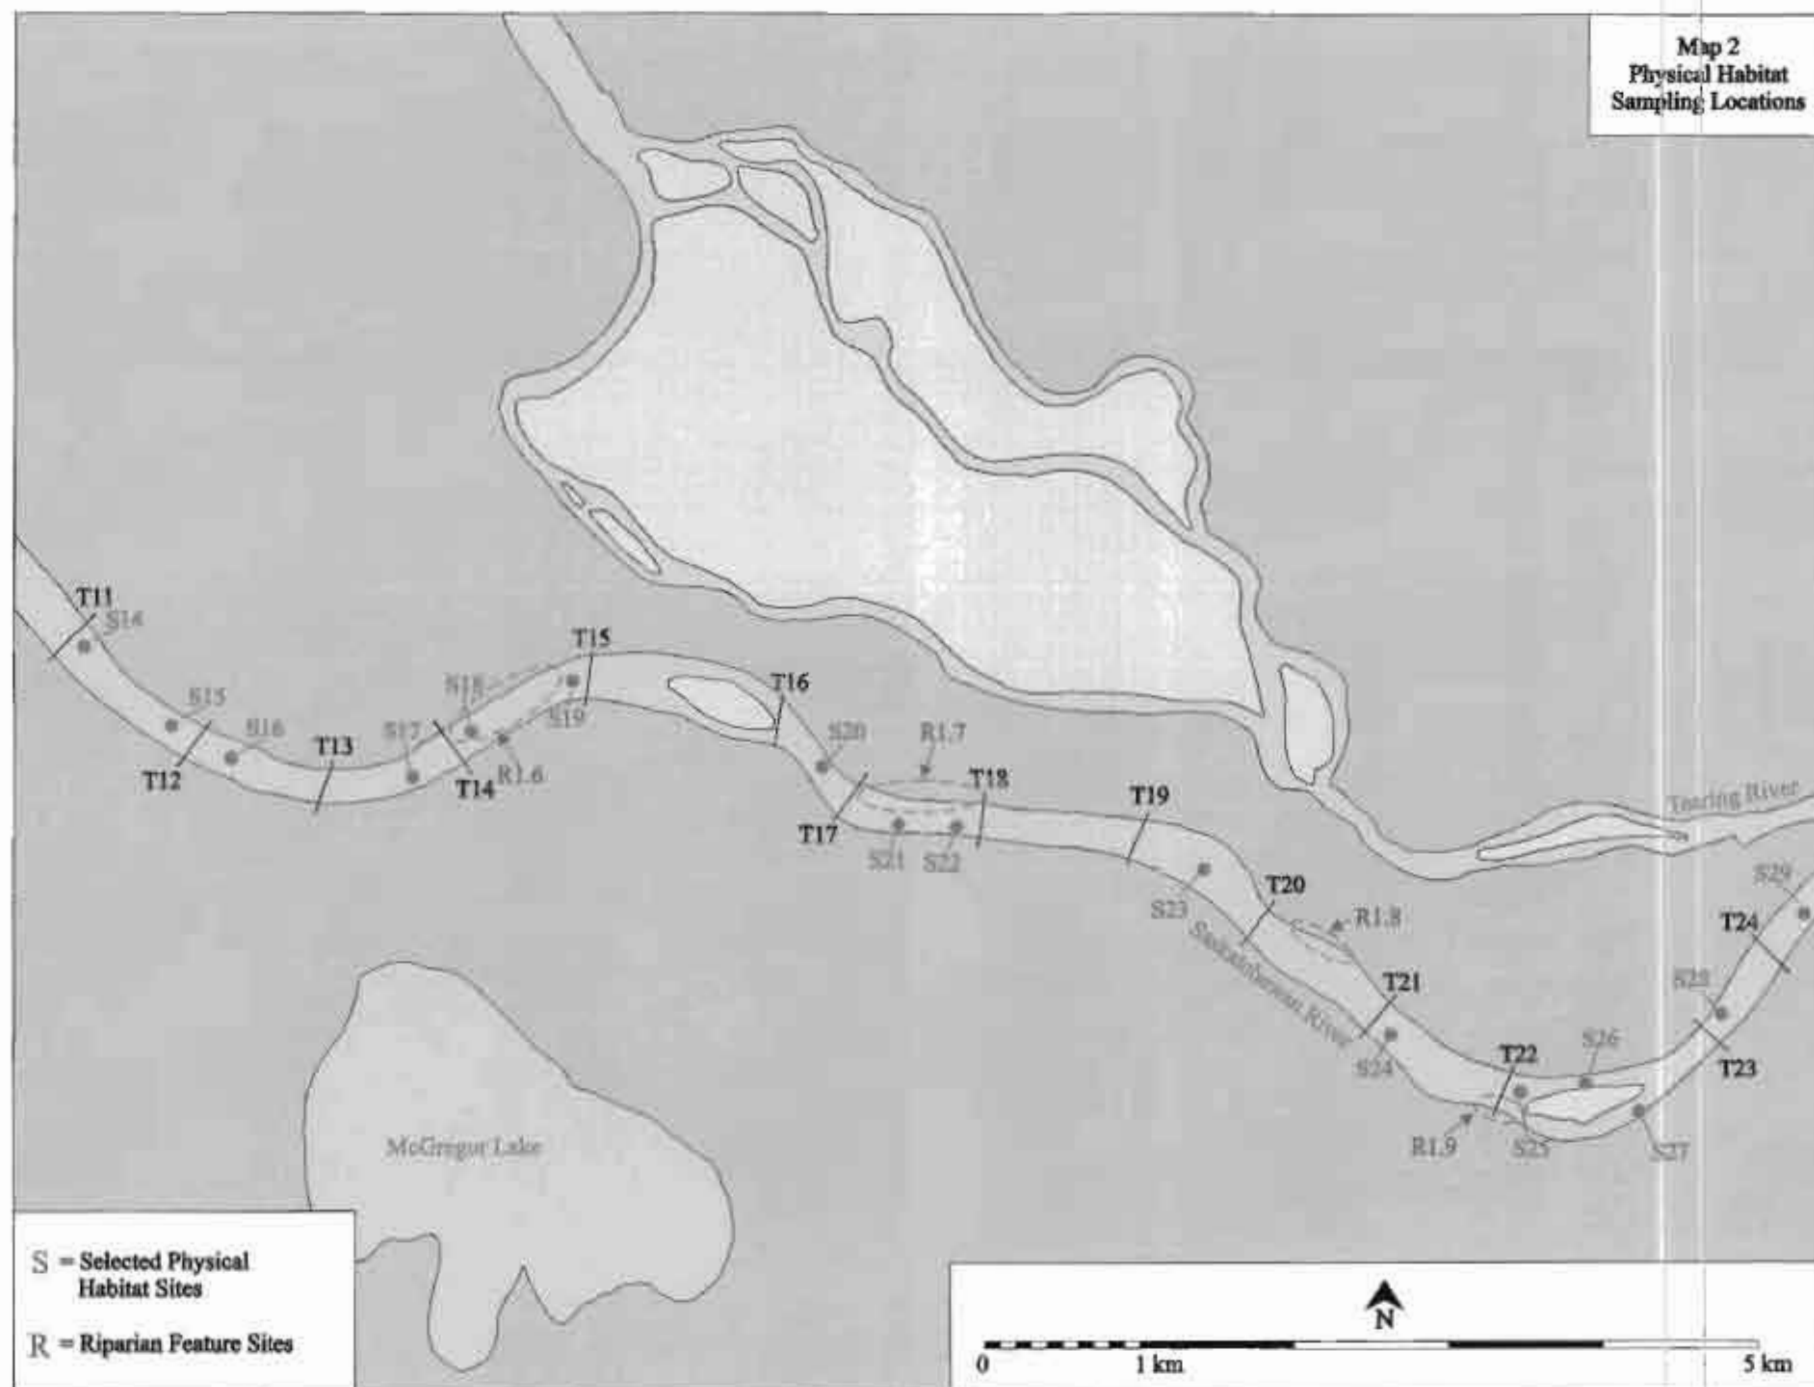 Map 2
Physical Habitat
Sampling Locations
T11
S14
S15
T12
S16
T13
S17
S18
T14
R1.6
S19
T15
T16
S20
R1.7
T17
S21
S22
T18
T19
S23
T20
R1.8
Saskatchewan River
T21
S24
T22
R1.9
S25
S26
S27
T23
S28
T24
S29
Tearing River
McGregor Lake
S = Selected Physical
Habitat Sites
R = Riparian Feature Sites
N
0 1 km 5 km